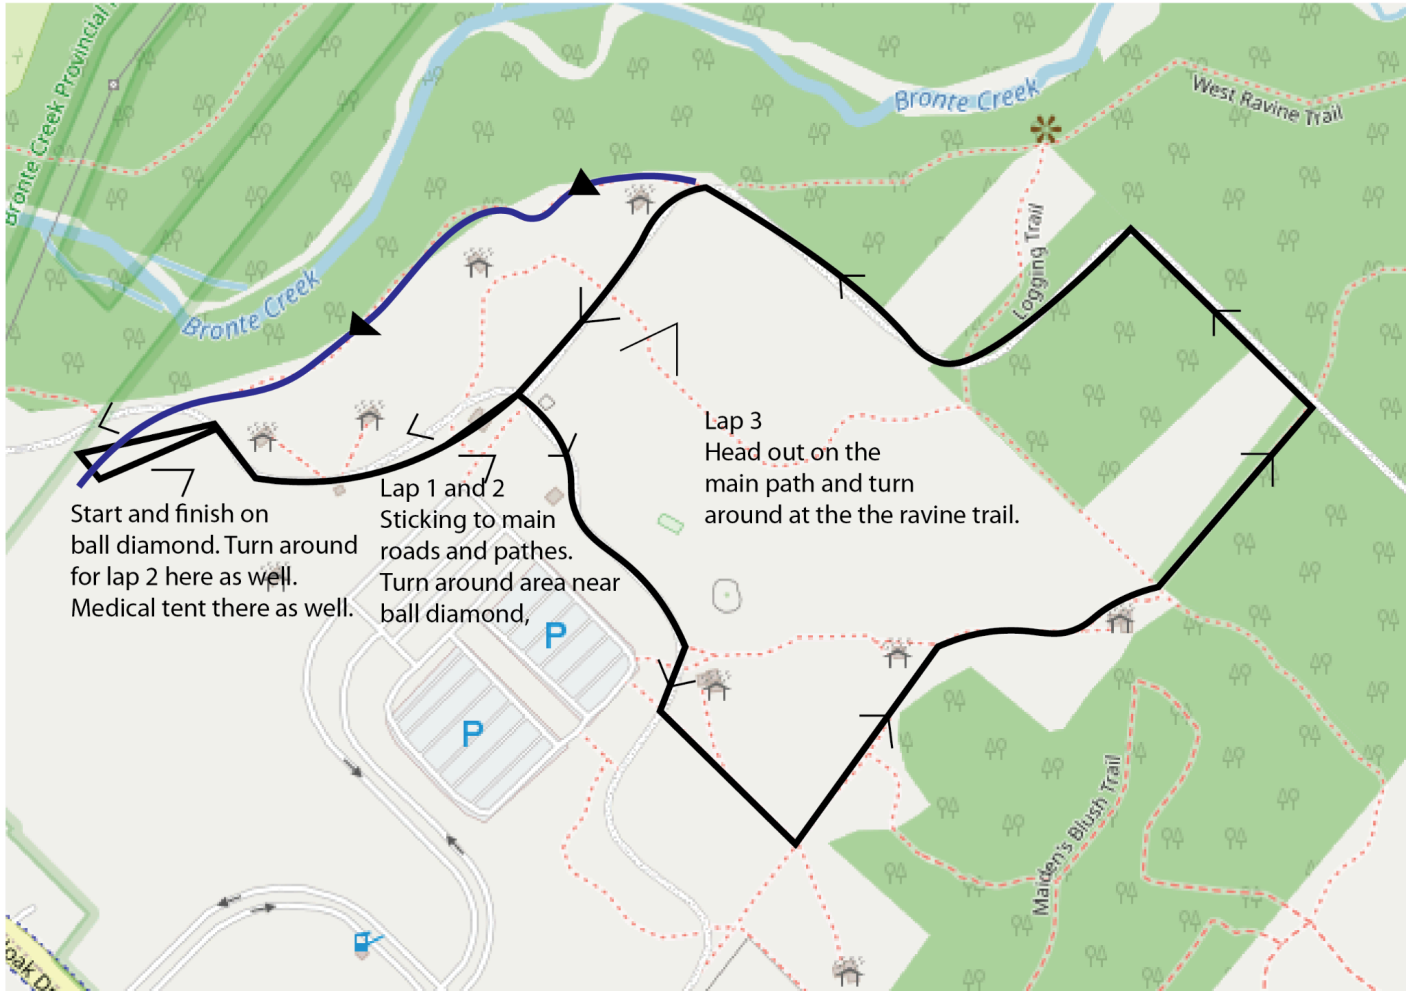 Bronte Creek Provincial
Bronte Creek
West Ravine Trail
Logging Trail
Bronte Creek
Lap 3
Head out on the
main path and turn
around at the the ravine trail.
Lap 1 and 2
Sticking to main
roads and pathes.
Turn around area near
ball diamond,
Start and finish on
ball diamond. Turn around
for lap 2 here as well.
Medical tent there as well.
P
P
Maiden's Blush Trail